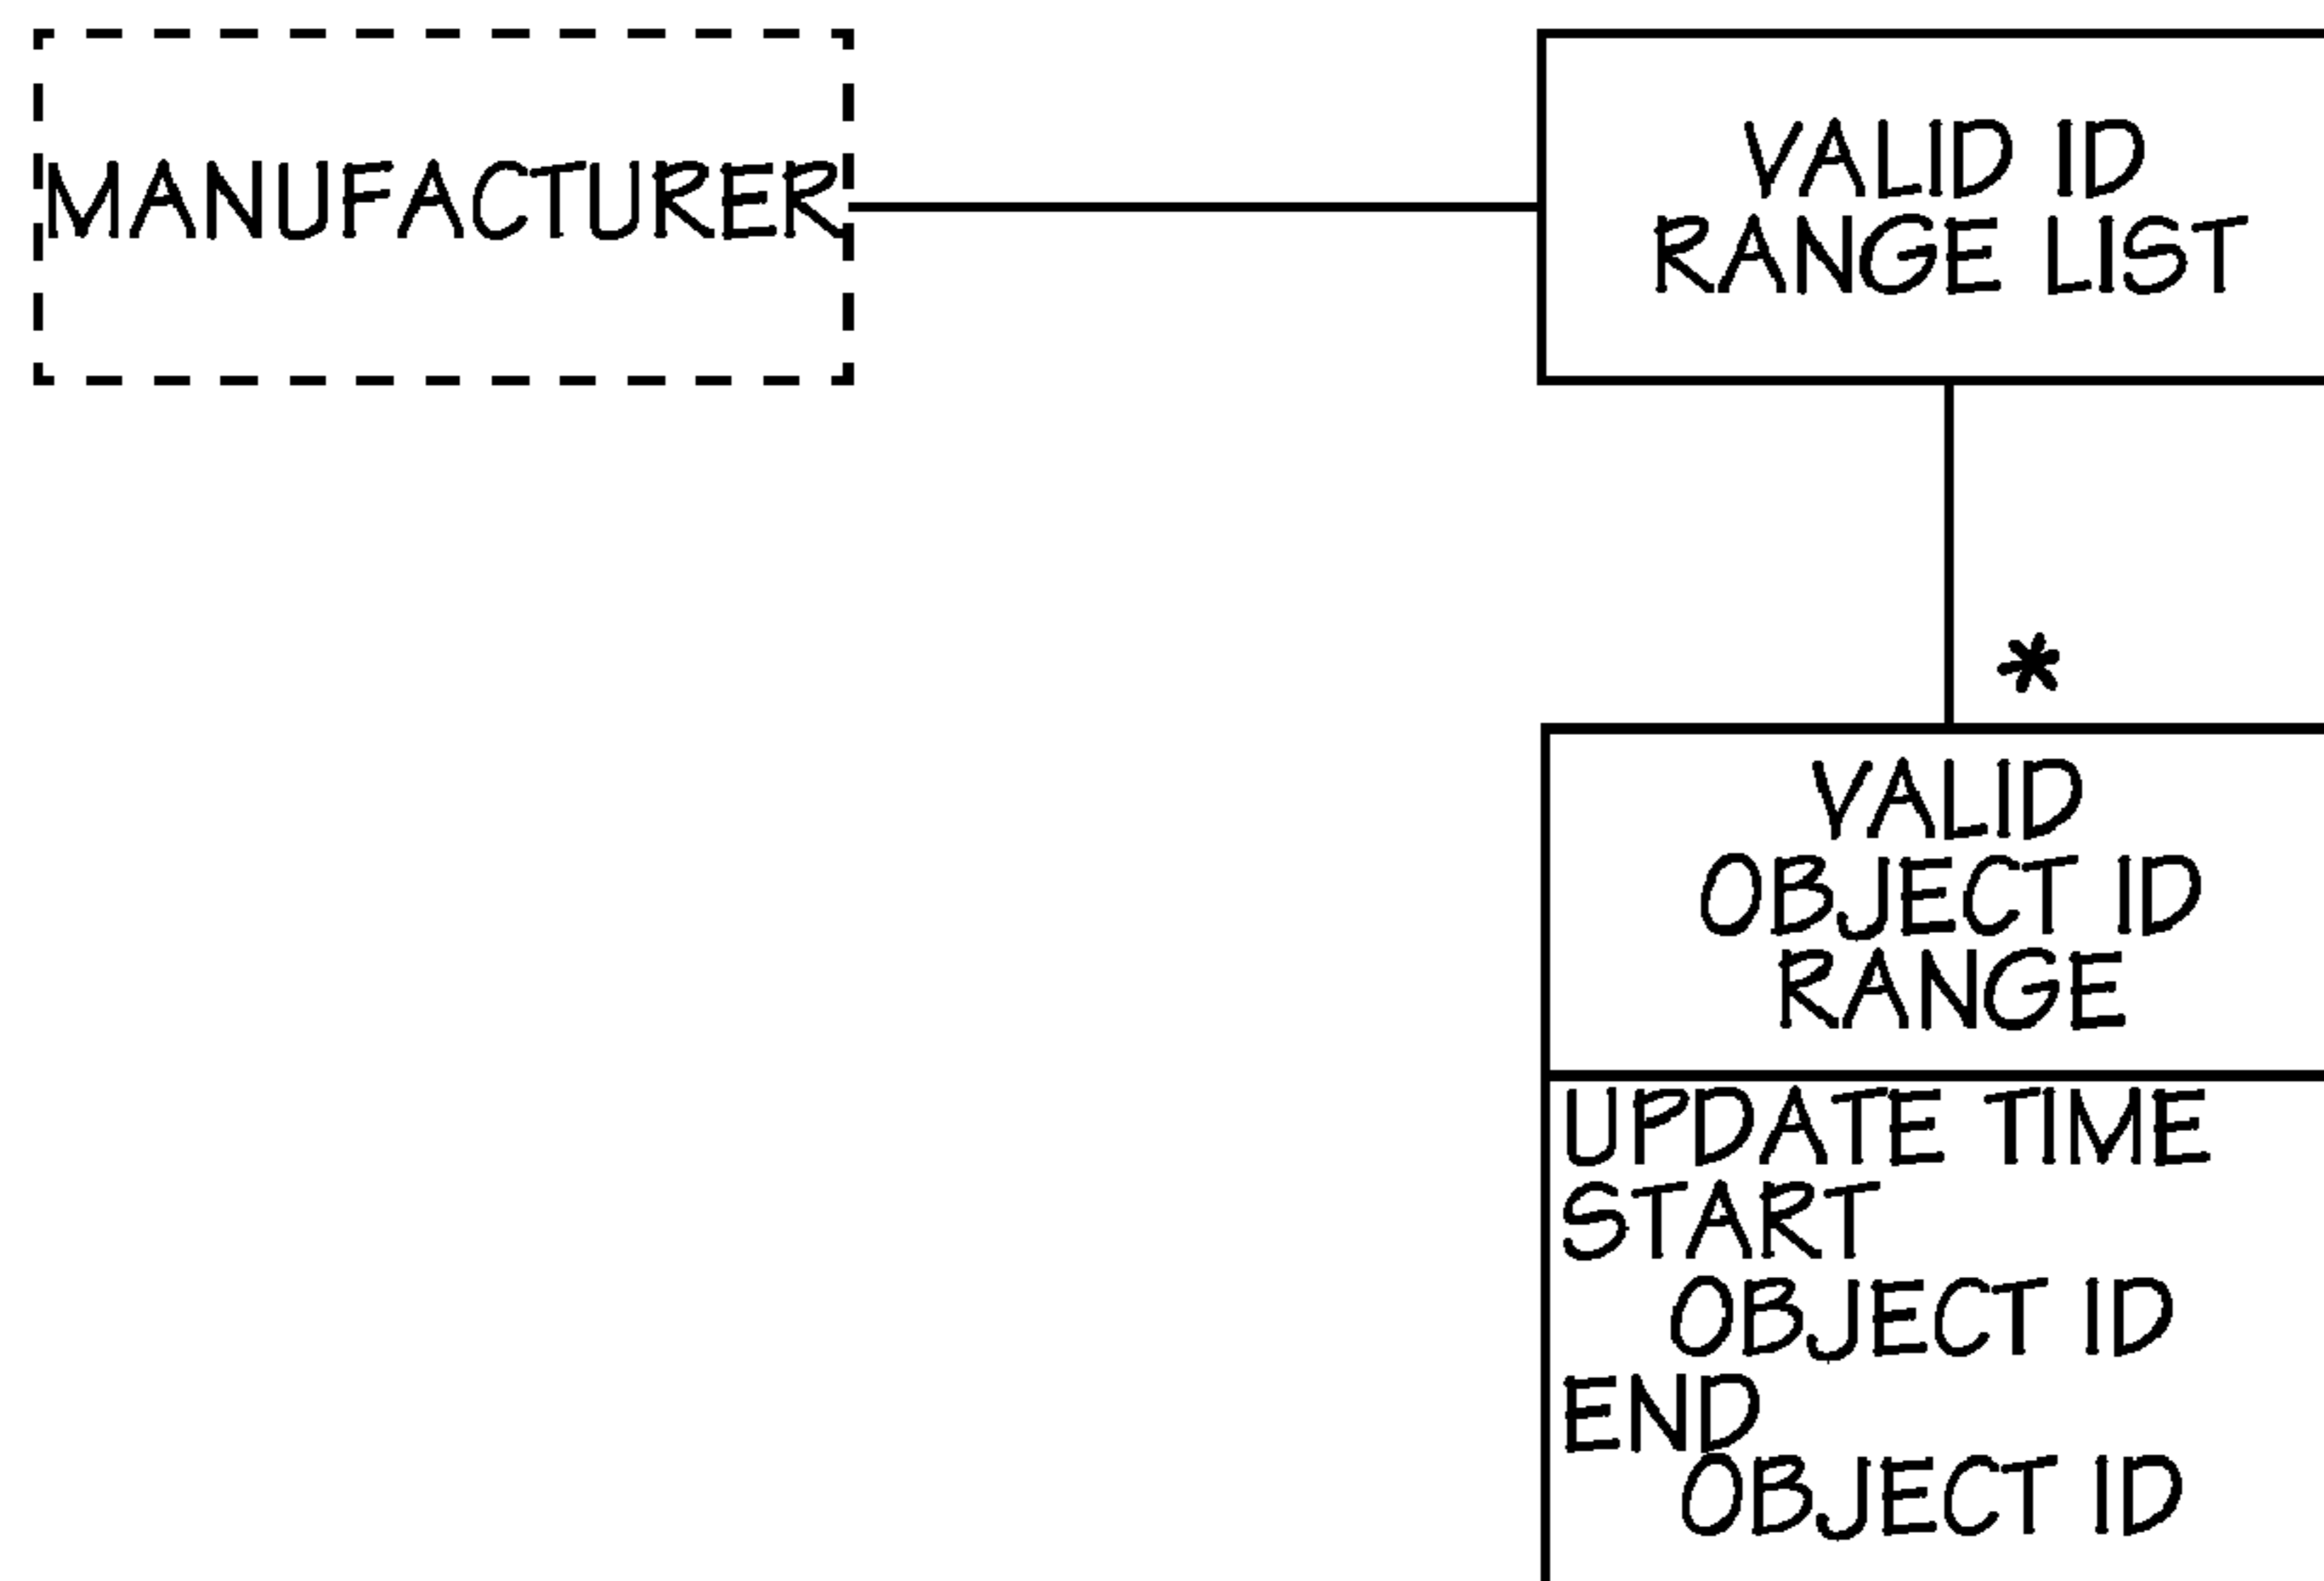 MANUFACTURER
VALID ID
RANGE LIST
*
VALID
OBJECT ID
RANGE
UPDATE TIME
START
OBJECT ID
END
OBJECT ID